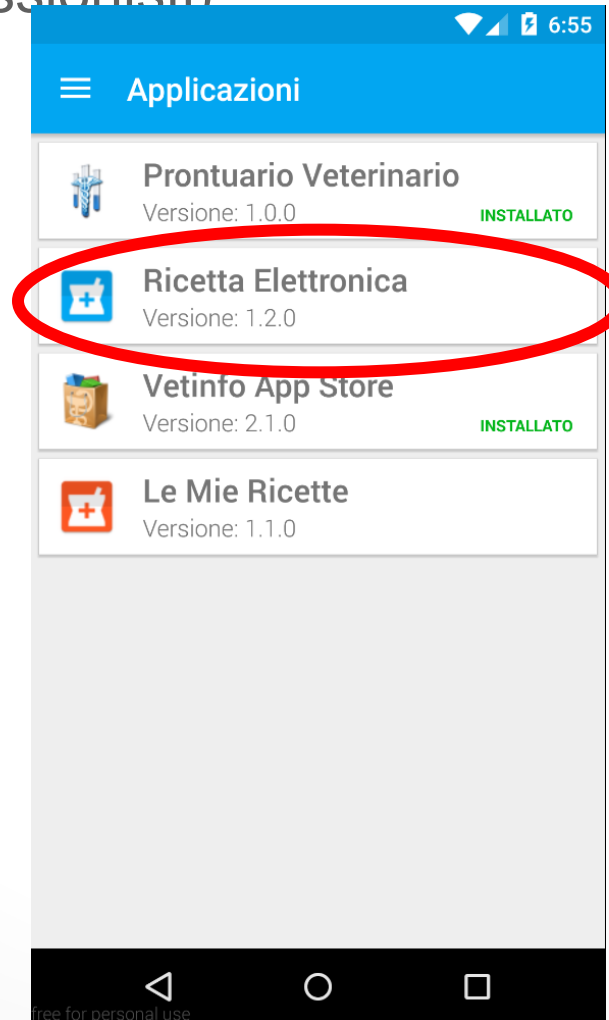 6:55
Applicazioni
Prontuario Veterinario
Versione: 1.0.0
INSTALLATO
Ricetta Elettronica
Versione: 1.2.0
Vetinfo App Store
Versione: 2.1.0
INSTALLATO
Le Mie Ricette
Versione: 1.1.0
free for personal use